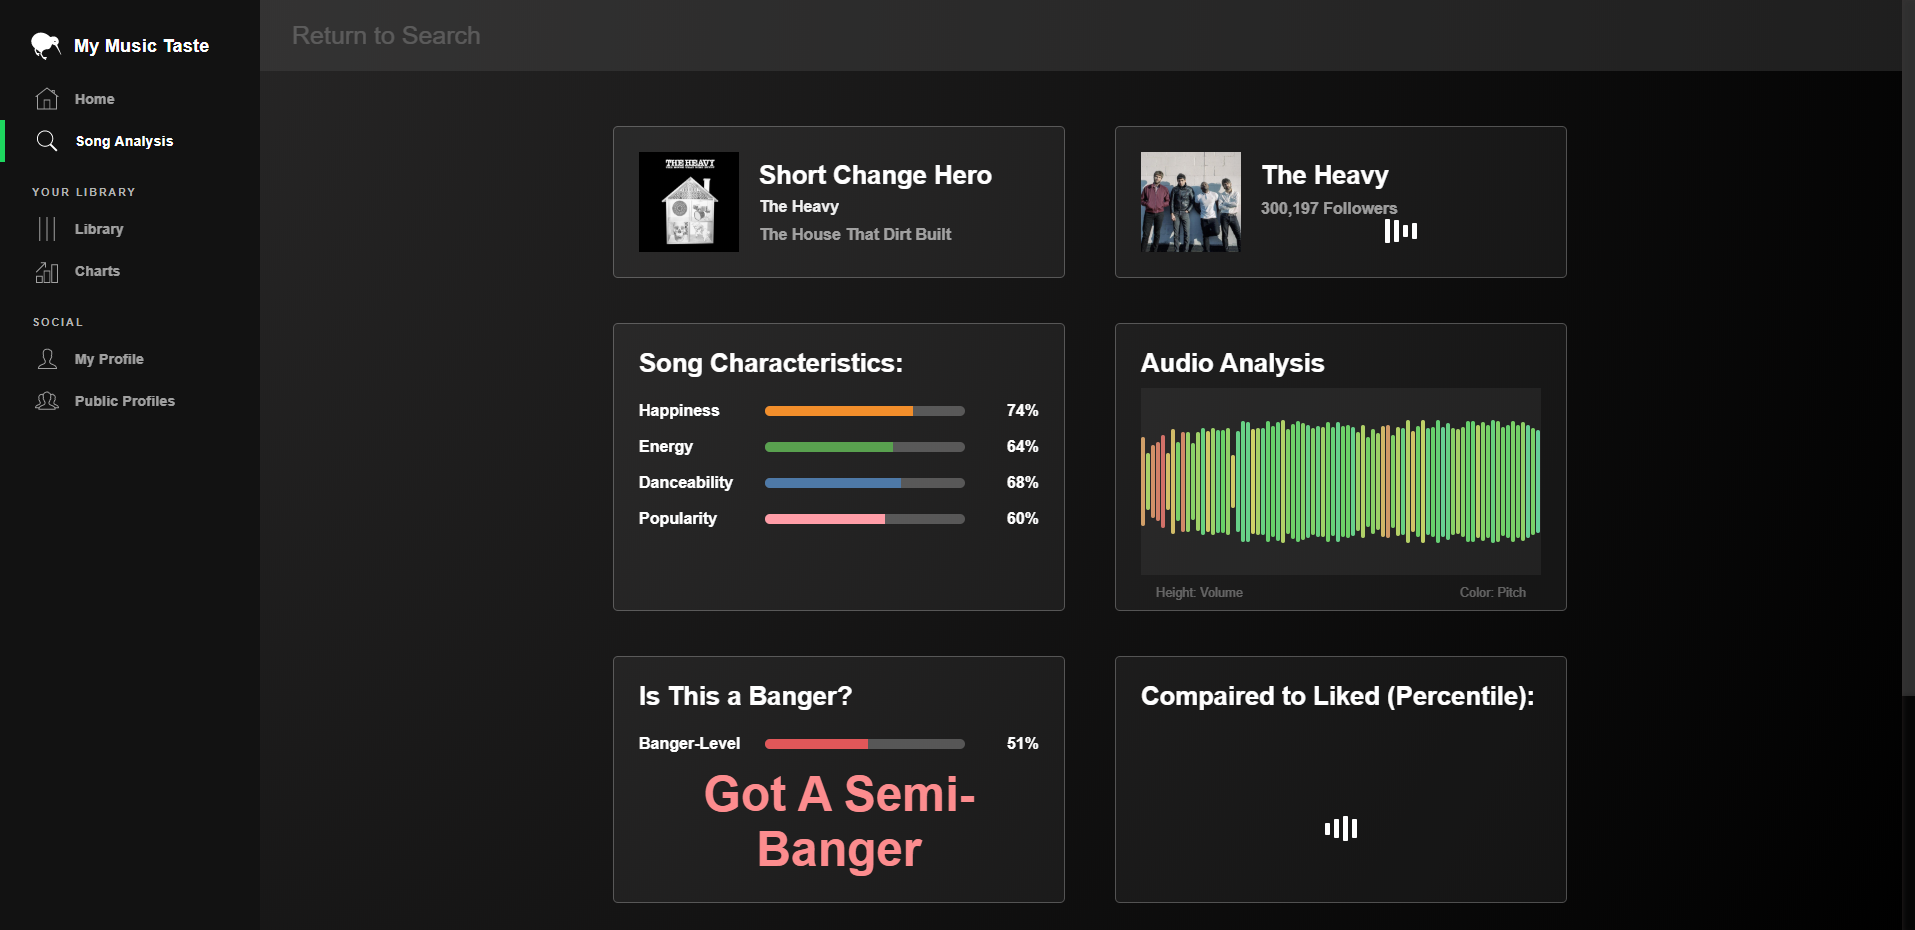 My Music Taste
Home
Song Analysis
YOUR LIBRARY
Library
Charts
SOCIAL
My Profile
Public Profiles
Return to Search
THE HEAVY
Short Change Hero
The Heavy
The House That Dirt Built
The Heavy
300,197 Followers
Song Characteristics:
Happiness 74%
Energy 64%
Danceability 68%
Popularity 60%
Audio Analysis
Height: Volume
Color: Pitch
Is This a Banger?
Banger-Level 51%
Got A Semi-
Banger
Compaired to Liked (Percentile):